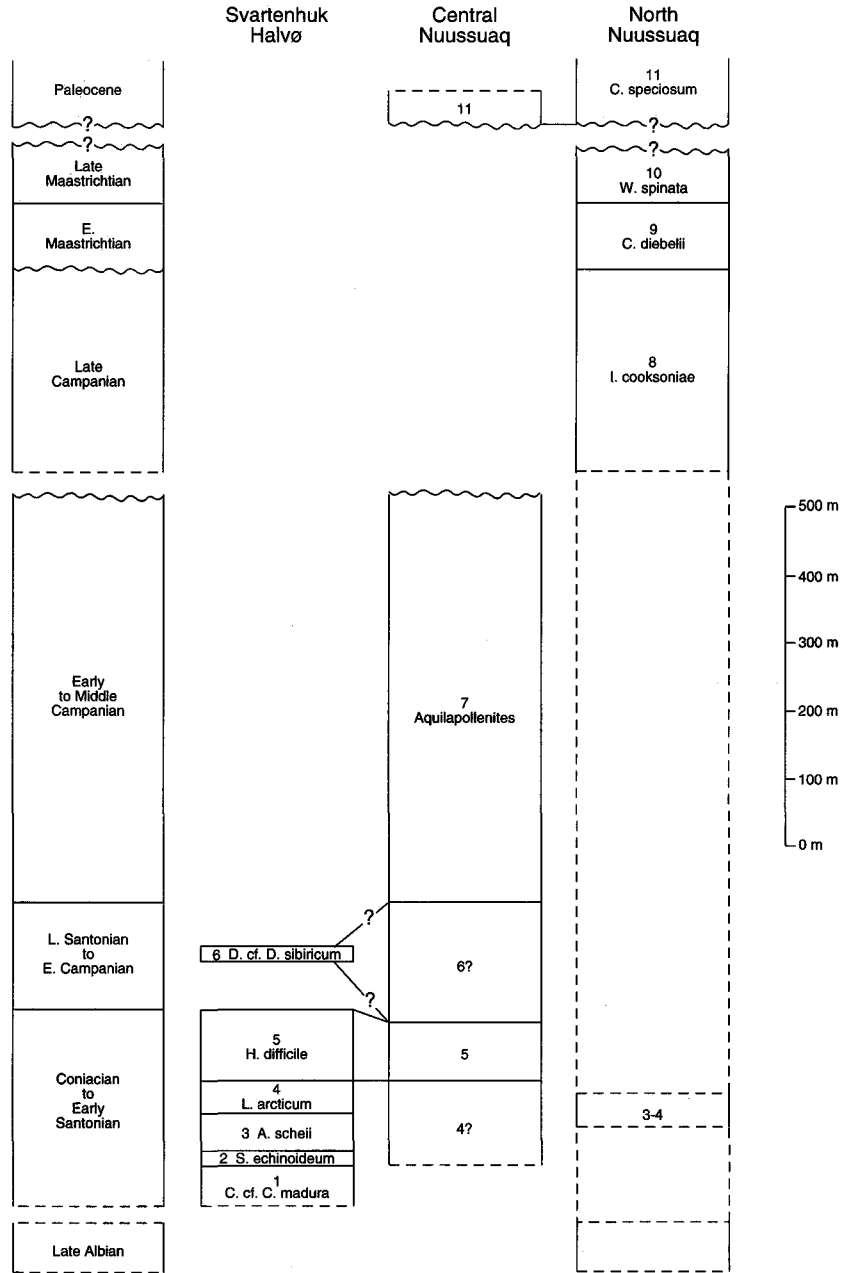 Svartenhuk
Halvø
Central
Nuussuaq
North
Nuussuaq
Paleocene
?
?
Late
Maastrichtian
E.
Maastrichtian
Late
Campanian
Early
to Middle
Campanian
L. Santonian
to
E. Campanian
Coniacian
to
Early
Santonian
Late Albian
6 D. cf. D. sibiricum
?
?
5
H. difficile
4
L. arcticum
3 A. scheii
2 S. echinoideum
1
C. cf. C. madura
11
7
Aquilapollenites
6?
5
4?
11
C. speciosum
?
?
10
W. spinata
9
C. diebelii
8
I. cooksoniae
3-4
500 m
400 m
300 m
200 m
100 m
0 m